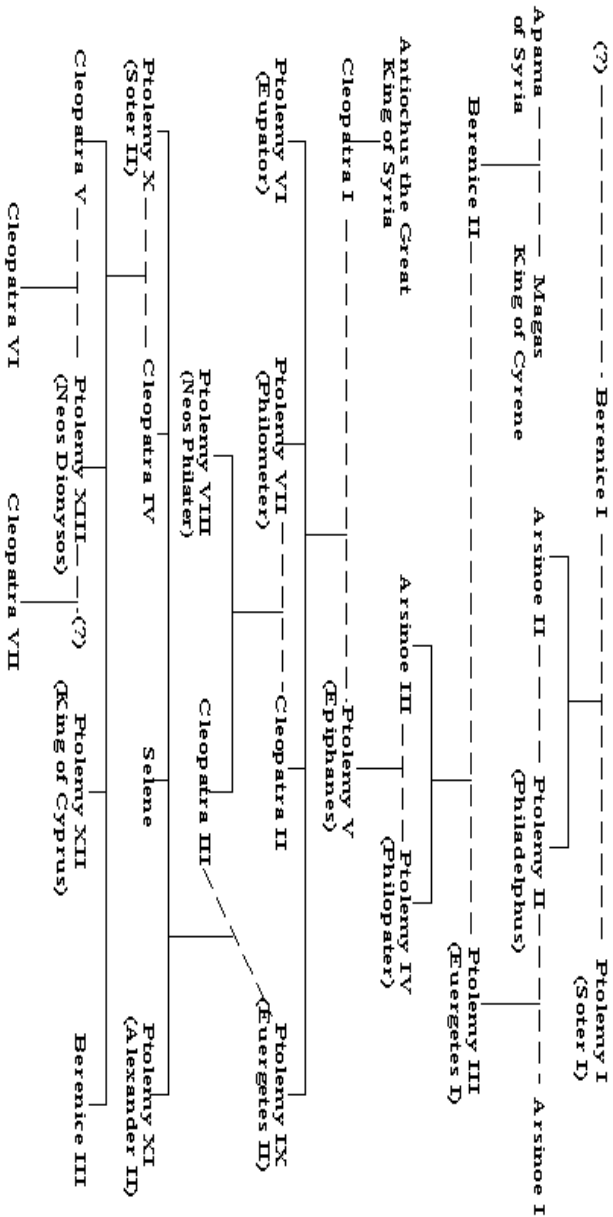 (?)
Berenice I
Ptolemy I
(Soter I)
Apama
of Syria
Magas
King of Cyrene
Arsinoe II
Ptolemy II
(Philadelphus)
Arsinoe I
Berenice II
Ptolemy III
(Euergetes I)
Antiochus the Great
King of Syria
Arsinoe III
Ptolemy IV
(Philopater)
Cleopatra I
Ptolemy V
(Epiphanes)
Ptolemy VI
(Eupator)
Ptolemy VII
(Philometer)
Cleopatra II
Ptolemy IX
(Euergetes II)
Ptolemy VIII
(Neos Philater)
Cleopatra III
Ptolemy X
(Soter II)
Cleopatra IV
Selene
Ptolemy XI
(Alexander II)
Cleopatra V
Ptolemy XIII
(Neos Dionysos)
(?)
Ptolemy XII
(King of Cyprus)
Berenice III
Cleopatra VI
Cleopatra VII